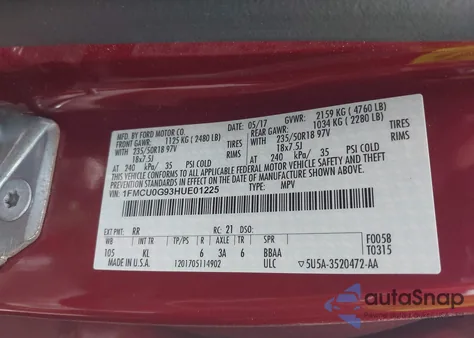 MFD. BY FORD MOTOR CO.
05/17 GVWR: 2159 KG ( 4760 LB)
FRONT GAWR: 1125 KG ( 2480 LB) REAR GAWR: 1034 KG ( 2280 LB)
WITH 235/50R18 97V TIRES WITH 235/50R18 97V TIRES
18x7.5J RIMS 18x7.5J RIMS
AT 240 kPa/ 35 PSI COLD AT 240 kPa/ 35 PSI COLD
THIS VEHICLE CONFORMS TO ALL APPLICABLE FEDERAL MOTOR VEHICLE SAFETY AND THEFT PREVENTION STANDARDS IN EFFECT ON THE DATE OF MANUFACTURE SHOWN ABOVE.
VIN: 1FMCU0G93HUE01225 TYPE: MPV
EXT PNT: RR RC: 21 DSO:
WB INT TR TP/PS R AXLE TR SPR F005B
105 KL 6 3A 6 BBAA T0315
MADE IN U.S.A. 1201705114902 ULC 5U5A-3520472-AA
autoSnap